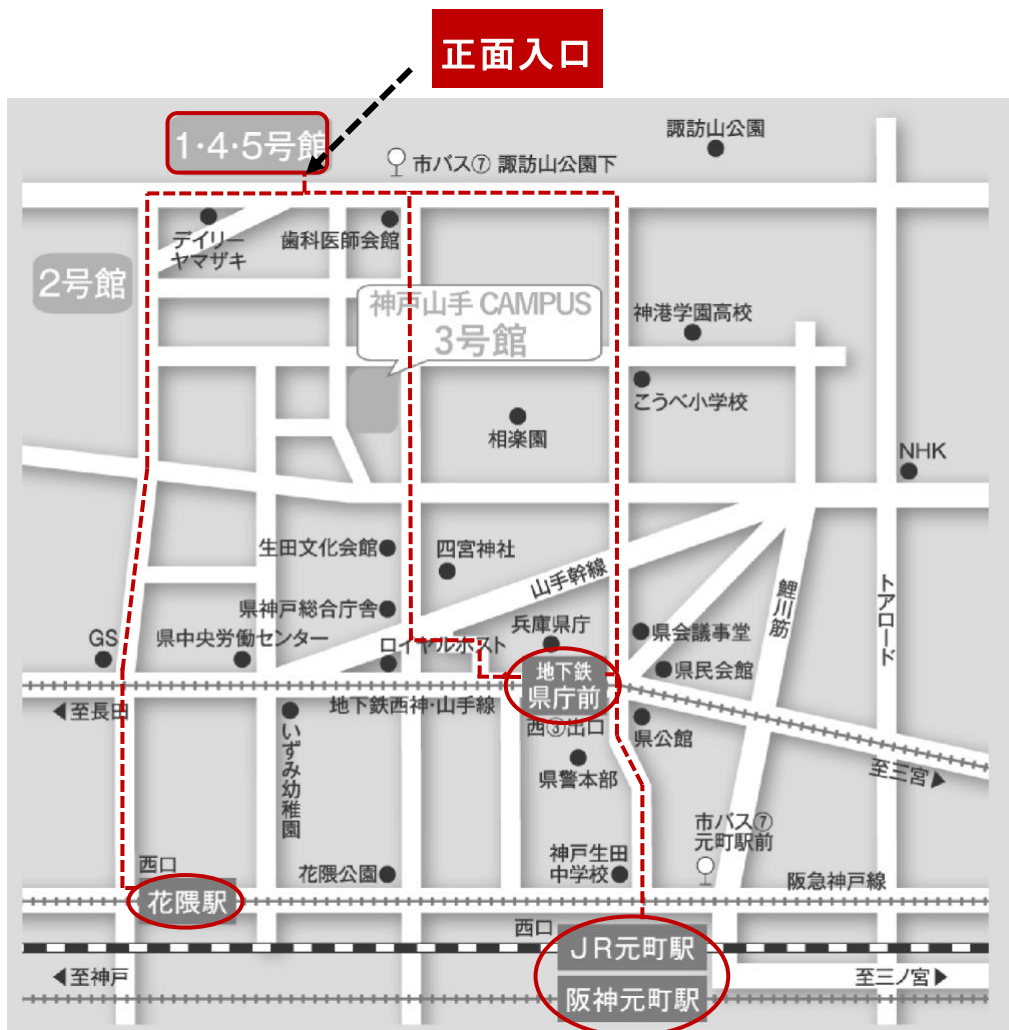 正面入口
1・4・5号館
諏訪山公園
市バス⑦ 諏訪山公園下
デイリー
ヤマザキ
歯科医師会館
2号館
神戸山手 CAMPUS
3号館
神港学園高校
こうべ小学校
相楽園
NHK
生田文化会館
四宮神社
山手幹線
鯉川筋
トアロード
県神戸総合庁舎
兵庫県庁
県会議事堂
GS
県中央労働センター
ロイヤルホスト
地下鉄
県庁前
県民会館
◀至長田
地下鉄西神・山手線
西③出口
県公館
いずみ幼稚園
県警本部
至三宮▶
市バス⑦
元町駅前
西口
花隈公園
神戸生田
中学校
阪急神戸線
花隈駅
西口
JR元町駅
◀至神戸
阪神元町駅
至三ノ宮▶